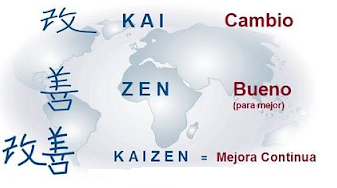 改 KAI Cambio
善 ZEN Bueno
(para mejor)
改善 KAIZEN = Mejora Continua